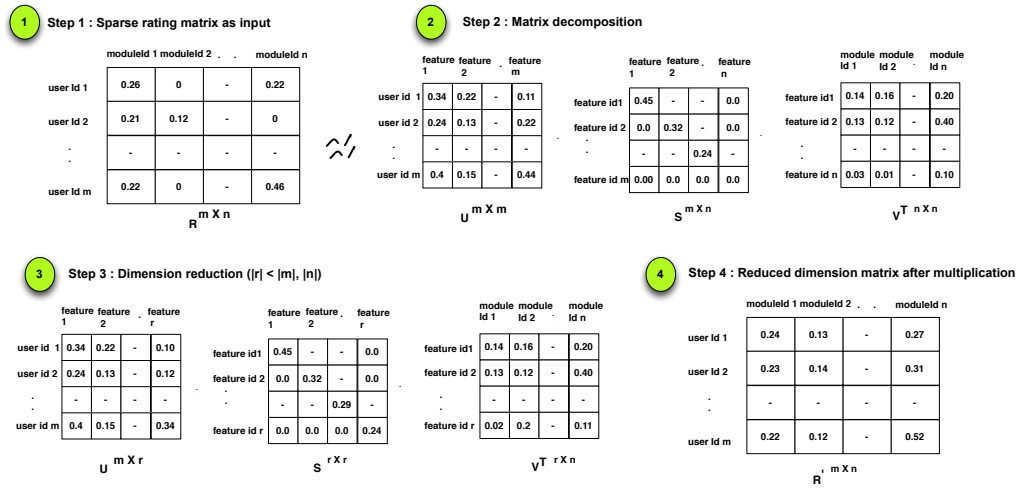 1 Step 1 : Sparse rating matrix as input
moduleId 1 moduleId 2 . . moduleId n
user Id 1 0.26 0 - 0.22
user Id 2 0.21 0.12 - 0
. - - - -
.
user Id m 0.22 0 - 0.46
R m X n
≈
2 Step 2 : Matrix decomposition
feature feature . feature
1 2 m
user id 1 0.34 0.22 - 0.11
user id 2 0.24 0.13 - 0.22
. - - - -
.
user id m 0.4 0.15 - 0.44
U m X m
.
feature feature . feature
1 2 n
feature id1 0.45 - - 0.0
feature id 2 0.0 0.32 - 0.0
. - - 0.24 -
.
feature id m 0.00 0.0 0.0 0.0
S m X n
.
module module module
Id 1 Id 2 . Id n
feature id1 0.14 0.16 - 0.20
feature id 2 0.13 0.12 - 0.40
. - - - -
.
feature id n 0.03 0.01 - 0.10
V T n X n
3 Step 3 : Dimension reduction (|r| < |m|, |n|)
feature feature . feature
1 2 r
user id 1 0.34 0.22 - 0.10
user id 2 0.24 0.13 - 0.12
. - - - -
.
user id m 0.4 0.15 - 0.34
U m X r
.
feature feature . feature
1 2 r
feature id1 0.45 - - 0.0
feature id 2 0.0 0.32 - 0.0
. - - 0.29 -
.
feature id r 0.0 0.0 0.0 0.24
S r X r
.
module module module
Id 1 Id 2 . Id n
feature id1 0.14 0.16 - 0.20
feature id 2 0.13 0.12 - 0.40
. - - - -
.
feature id r 0.02 0.2 - 0.11
V T r X n
4 Step 4 : Reduced dimension matrix after multiplication
moduleId 1 moduleId 2 . . moduleId n
user Id 1 0.24 0.13 - 0.27
user Id 2 0.23 0.14 - 0.31
. - - - -
.
user Id m 0.22 0.12 - 0.52
R ' m X n